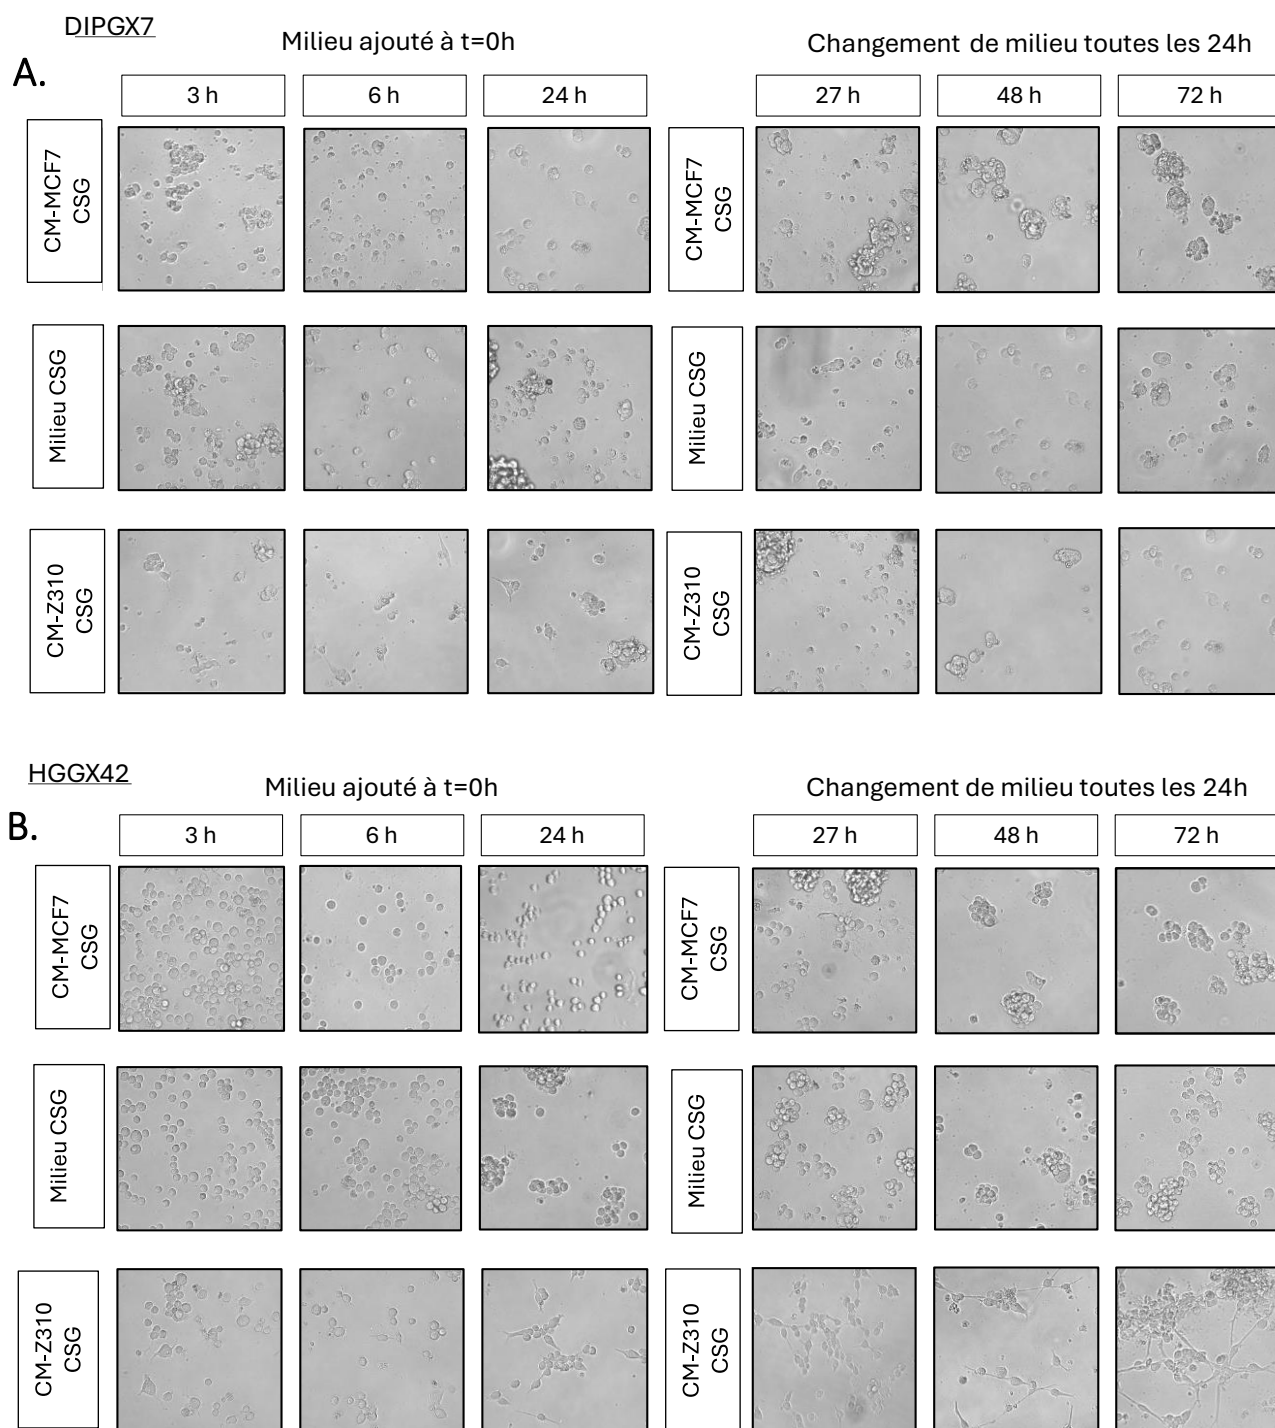 DIPGX7
A.
Milieu ajouté à t=0h
Changement de milieu toutes les 24h
3 h
6 h
24 h
27 h
48 h
72 h
CM-MCF7
CSG
CM-MCF7
CSG
Milieu CSG
Milieu CSG
CM-Z310
CSG
CM-Z310
CSG
HGGX42
B.
Milieu ajouté à t=0h
Changement de milieu toutes les 24h
3 h
6 h
24 h
27 h
48 h
72 h
CM-MCF7
CSG
CM-MCF7
CSG
Milieu CSG
Milieu CSG
CM-Z310
CSG
CM-Z310
CSG